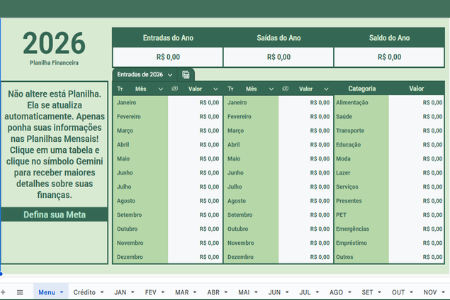 2026
Planilha Financeira
Entradas do Ano Saídas do Ano Saldo do Ano
R$ 0,00 R$ 0,00 R$ 0,00
Não altere está Planilha.
Ela se atualiza
automaticamente. Apenas
ponha suas informações
nas Planilhas Mensais!
Clique em uma tabela e
clique no símbolo Gemini
para receber maiores
detalhes sobre suas
finanças.
Defina sua Meta
Entradas de 2026
Tт Mês Valor Tт Mês Valor Categoria Valor
Janeiro R$ 0,00 Janeiro R$ 0,00 Alimentação R$ 0,00
Fevereiro R$ 0,00 Fevereiro R$ 0,00 Saúde R$ 0,00
Março R$ 0,00 Março R$ 0,00 Transporte R$ 0,00
Abril R$ 0,00 Abril R$ 0,00 Educação R$ 0,00
Maio R$ 0,00 Maio R$ 0,00 Moda R$ 0,00
Junho R$ 0,00 Junho R$ 0,00 Lazer R$ 0,00
Julho R$ 0,00 Julho R$ 0,00 Serviços R$ 0,00
Agosto R$ 0,00 Agosto R$ 0,00 Presentes R$ 0,00
Setembro R$ 0,00 Setembro R$ 0,00 PET R$ 0,00
Outubro R$ 0,00 Outubro R$ 0,00 Emergências R$ 0,00
Novembro R$ 0,00 Novembro R$ 0,00 Empréstimo R$ 0,00
Dezembro R$ 0,00 Dezembro R$ 0,00 Outros R$ 0,00
+ Menu Crédito JAN FEV MAR ABR MAI JUN JUL AGO SET OUT NOV